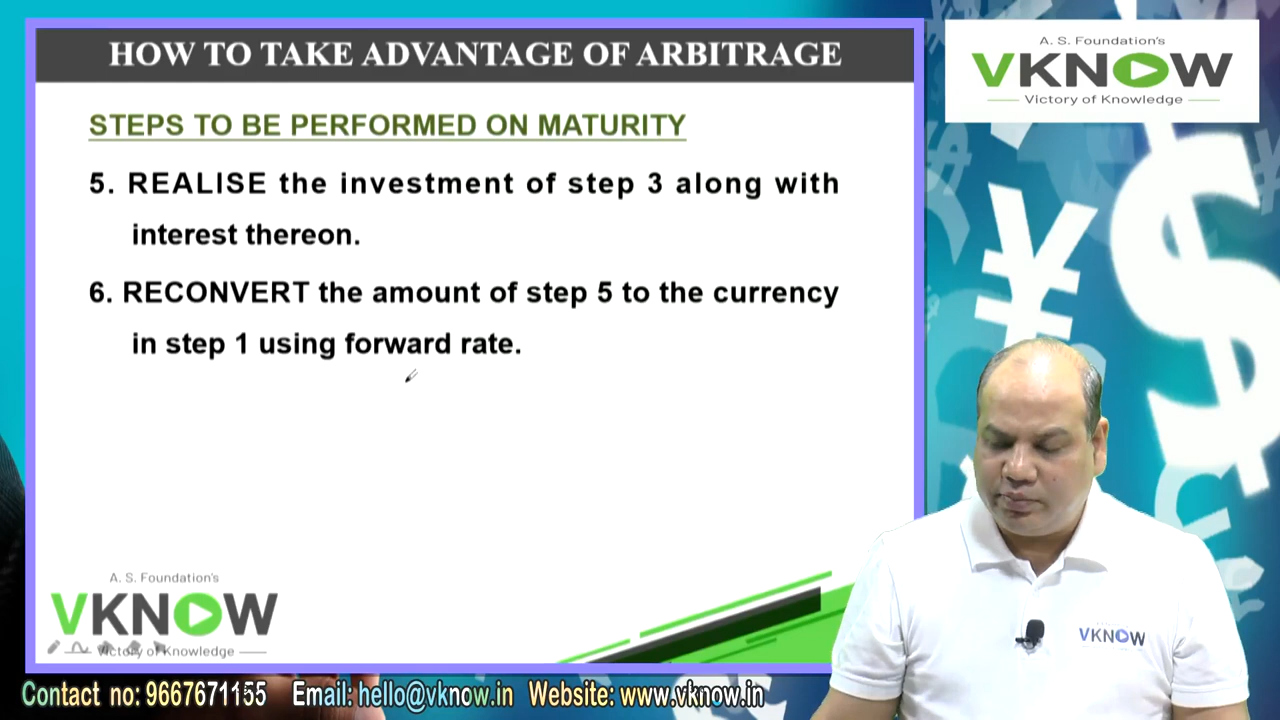 HOW TO TAKE ADVANTAGE OF ARBITRAGE
STEPS TO BE PERFORMED ON MATURITY
5. REALISE the investment of step 3 along with
interest thereon.
6. RECONVERT the amount of step 5 to the currency
in step 1 using forward rate.
A. S. Foundation's
VKNOW
Victory of Knowledge
A. S. Foundation's
VKNOW
Victory of Knowledge
VKNOW
Contact no: 9667671155 Email: hello@vknow.in Website: www.vknow.in